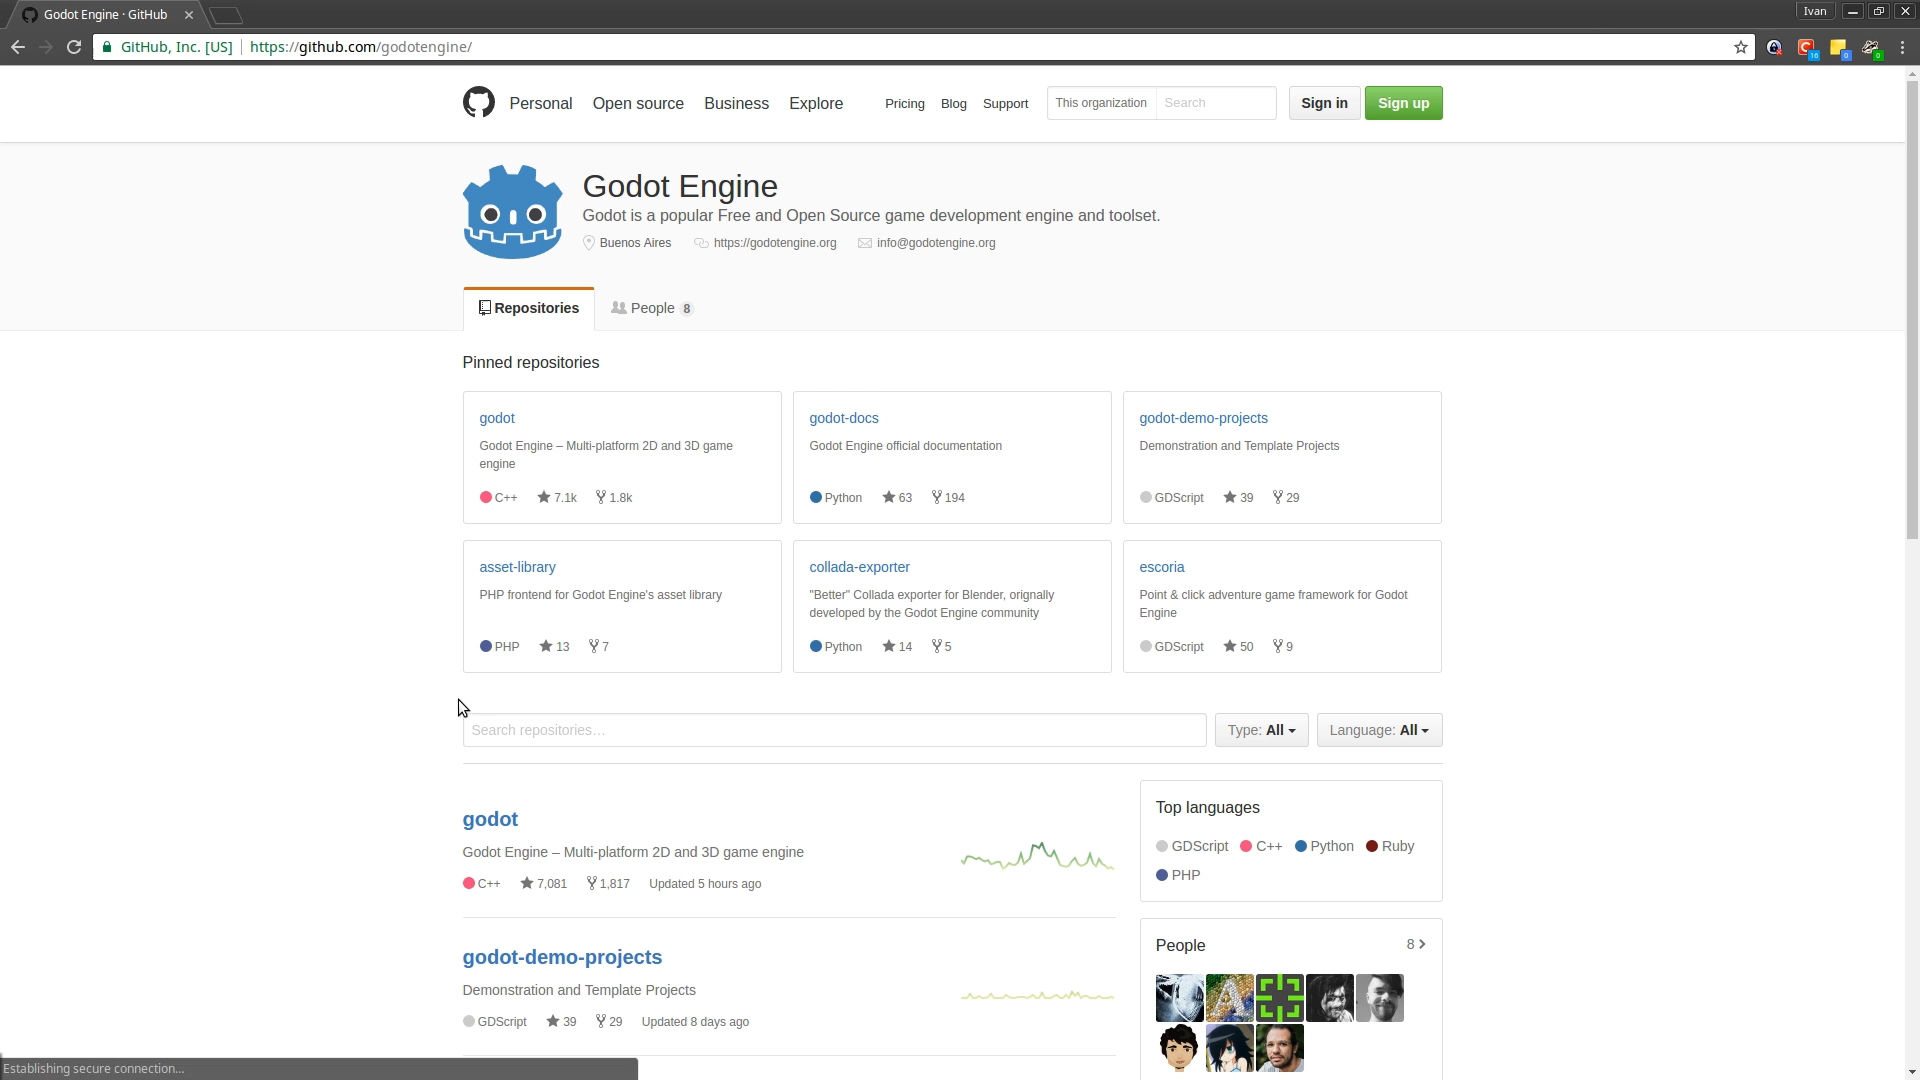 Godot Engine · GitHub
Ivan
GitHub, Inc. [US] https://github.com/godotengine/
16 0 0
Personal Open source Business Explore Pricing Blog Support This organization Search Sign in Sign up
Godot Engine
Godot is a popular Free and Open Source game development engine and toolset.
Buenos Aires https://godotengine.org info@godotengine.org
Repositories People 8
Pinned repositories
godot
Godot Engine – Multi-platform 2D and 3D game
engine
C++ 7.1k 1.8k
godot-docs
Godot Engine official documentation
Python 63 194
godot-demo-projects
Demonstration and Template Projects
GDScript 39 29
asset-library
PHP frontend for Godot Engine's asset library
PHP 13 7
collada-exporter
"Better" Collada exporter for Blender, orignally
developed by the Godot Engine community
Python 14 5
escoria
Point & click adventure game framework for Godot
Engine
GDScript 50 9
Search repositories…
Type: All Language: All
godot
Godot Engine – Multi-platform 2D and 3D game engine
C++ 7,081 1,817 Updated 5 hours ago
godot-demo-projects
Demonstration and Template Projects
GDScript 39 29 Updated 8 days ago
Top languages
GDScript C++ Python Ruby
PHP
People 8
Establishing secure connection...